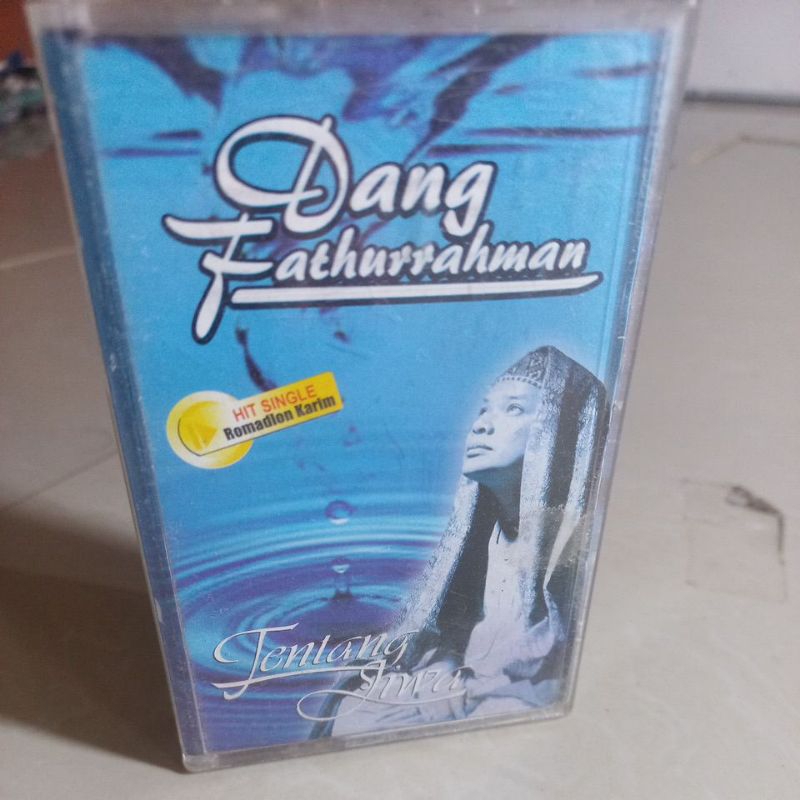 Dang
Fathurrahman
HIT SINGLE
Romadlon Karim
Tentang
Jiwa